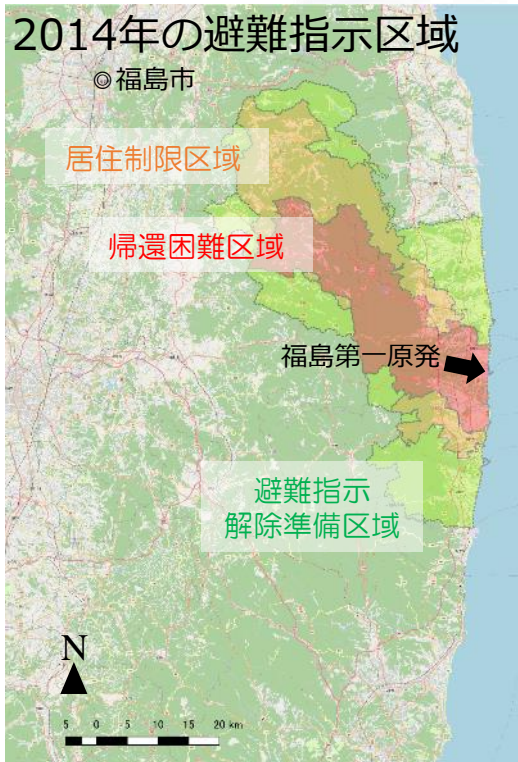 2014年の避難指示区域
◎福島市
居住制限区域
帰還困難区域
福島第一原発
避難指示
解除準備区域
N
5 0 5 10 15 20 km